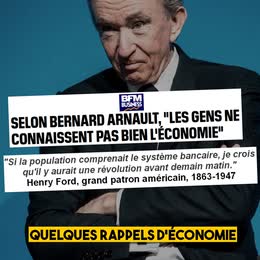 BFM
BUSINESS
SELON BERNARD ARNAULT, "LES GENS NE
CONNAISSENT PAS BIEN L'ÉCONOMIE"
"Si la population comprenait le système bancaire, je crois
qu'il y aurait une révolution avant demain matin."
Henry Ford, grand patron américain, 1863-1947
QUELQUES RAPPELS D'ÉCONOMIE